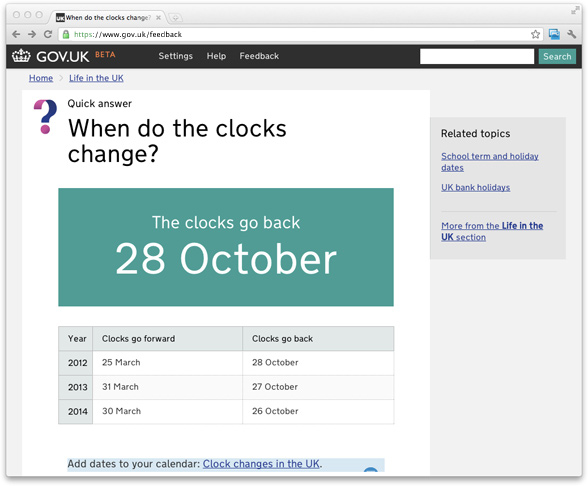 UK When do the clocks change?
https://www.gov.uk/feedback
GOV.UK BETA Settings Help Feedback Search
Home Life in the UK
?
Quick answer
When do the clocks
change?
The clocks go back
28 October
Year Clocks go forward Clocks go back
2012 25 March 28 October
2013 31 March 27 October
2014 30 March 26 October
Add dates to your calendar: Clock changes in the UK.
Related topics
School term and holiday
dates
UK bank holidays
More from the Life in the
UK section